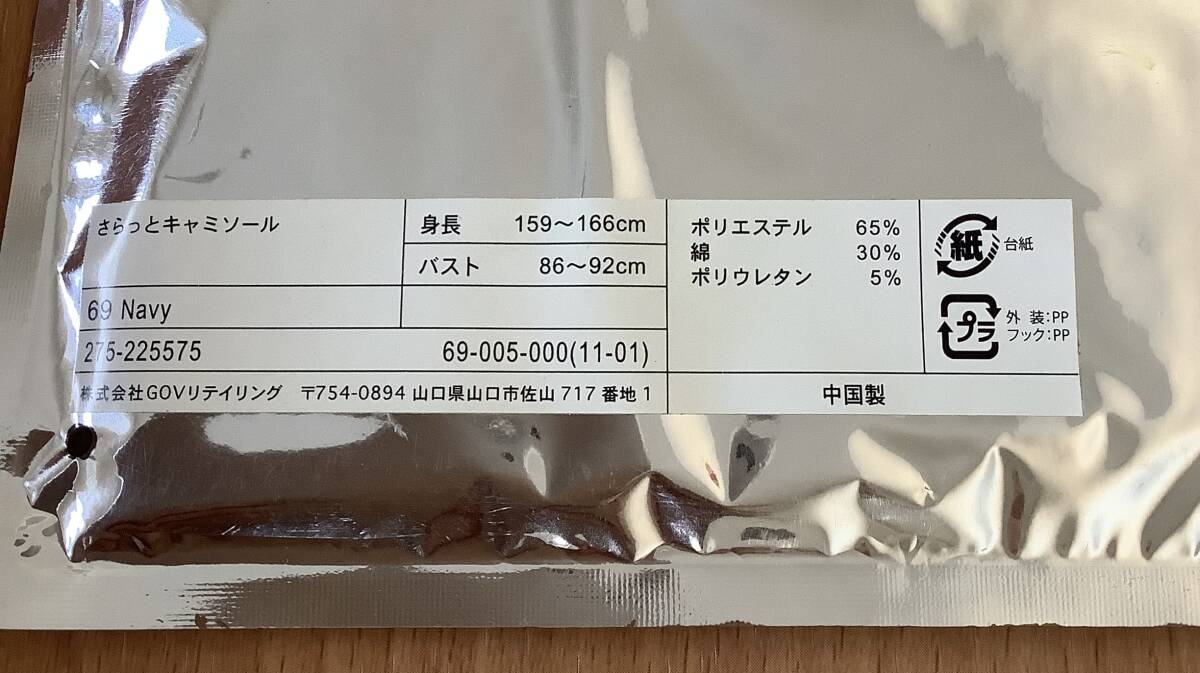 さらっとキャミソール
身長 159～166cm
バスト 86～92cm
69 Navy
275-225575 69-005-000(11-01)
株式会社GOVリテイリング 〒754-0894 山口県山口市佐山 717 番地 1
ポリエステル 65%
綿 30%
ポリウレタン 5%
中国製
紙 台紙
プラ 外 装：PP
フック：PP